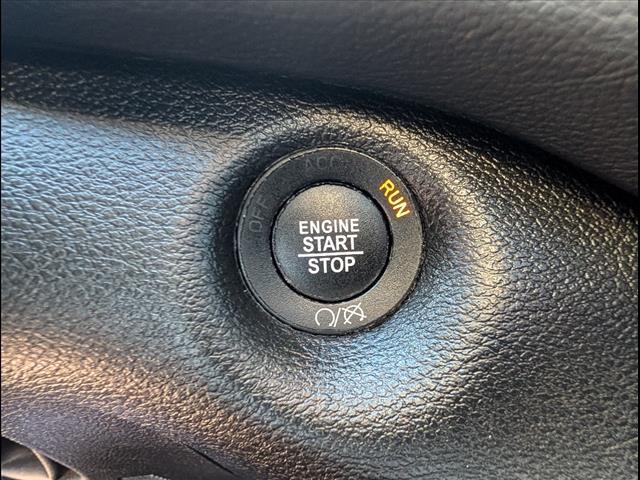 ACC
RUN
OFF
ENGINE
START
STOP